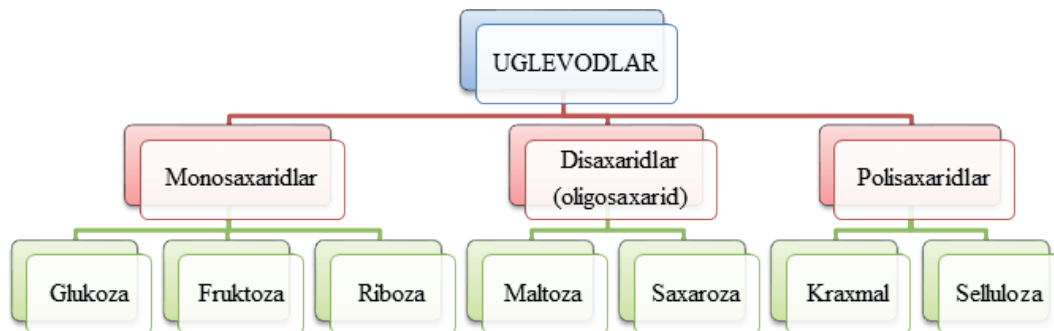 UGLEVODLAR
Monosaxaridlar
Disaxaridlar
(oligosaxarid)
Polisaxaridlar
Glukoza
Fruktoza
Riboza
Maltoza
Saxaroza
Kraxmal
Selluloza